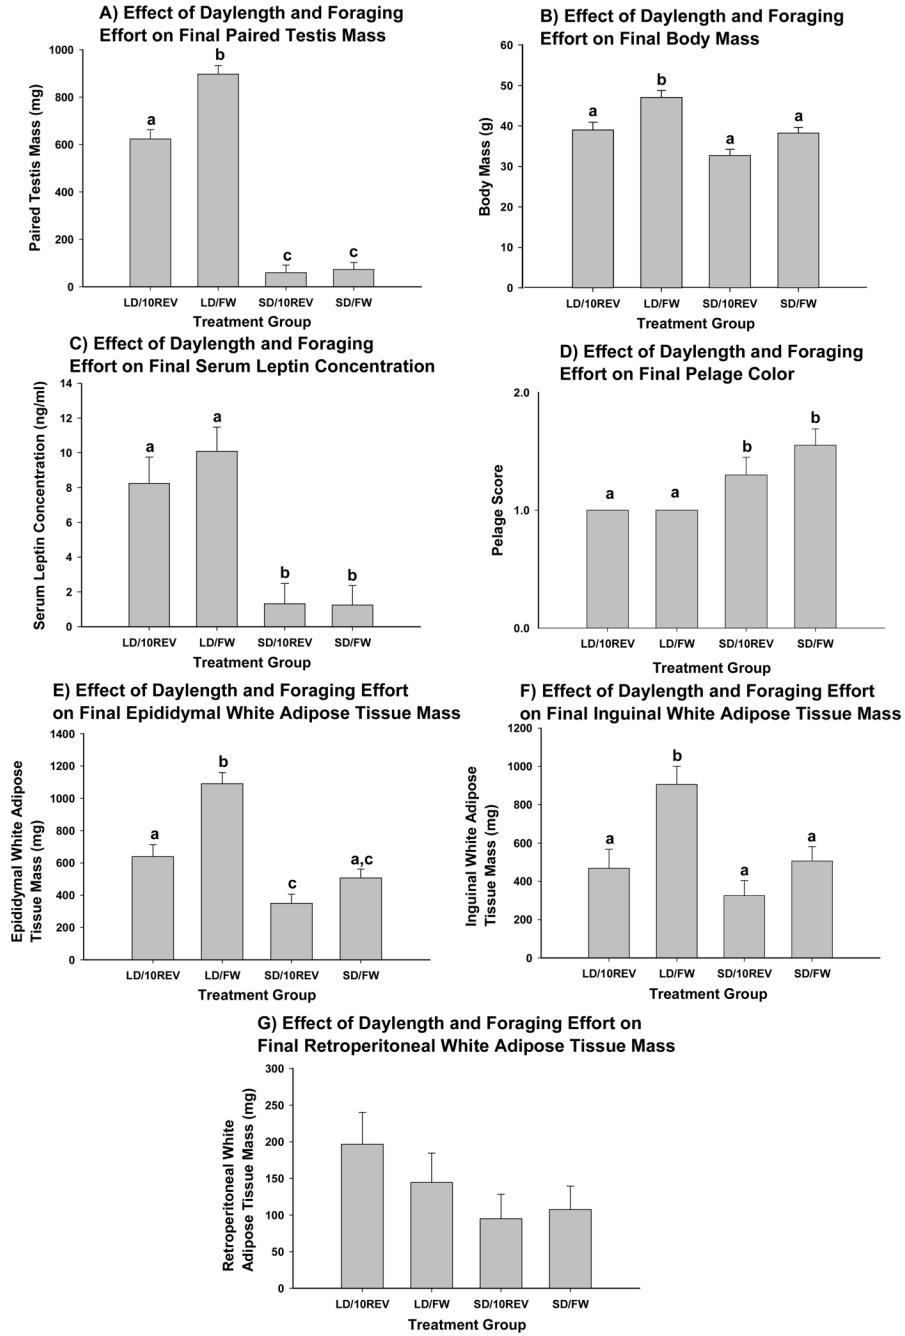 A) Effect of Daylength and Foraging
Effort on Final Paired Testis Mass
Paired Testis Mass (mg)
1000
800
600
400
200
0
a
b
c
c
LD/10REV LD/FW SD/10REV SD/FW
Treatment Group
B) Effect of Daylength and Foraging
Effort on Final Body Mass
Body Mass (g)
60
50
40
30
20
10
0
a
b
a
a
LD/10REV LD/FW SD/10REV SD/FW
Treatment Group
C) Effect of Daylength and Foraging
Effort on Final Serum Leptin Concentration
Serum Leptin Concentration (ng/ml)
14
12
10
8
6
4
2
0
a
a
b
b
LD/10REV LD/FW SD/10REV SD/FW
Treatment Group
D) Effect of Daylength and Foraging
Effort on Final Pelage Color
Pelage Score
2.0
1.0
0.0
a
a
b
b
LD/10REV LD/FW SD/10REV SD/FW
Treatment Group
E) Effect of Daylength and Foraging Effort
on Final Epididymal White Adipose Tissue Mass
Epididymal White Adipose
Tissue Mass (mg)
1400
1200
1000
800
600
400
200
0
a
b
c
a,c
LD/10REV LD/FW SD/10REV SD/FW
Treatment Group
F) Effect of Daylength and Foraging Effort
on Final Inguinal White Adipose Tissue Mass
Inguinal White Adipose
Tissue Mass (mg)
1200
1000
800
600
400
200
0
a
b
a
a
LD/10REV LD/FW SD/10REV SD/FW
Treatment Group
G) Effect of Daylength and Foraging Effort on
Final Retroperitoneal White Adipose Tissue Mass
Retroperitoneal White
Adipose Tissue Mass (mg)
300
250
200
150
100
50
0
LD/10REV LD/FW SD/10REV SD/FW
Treatment Group